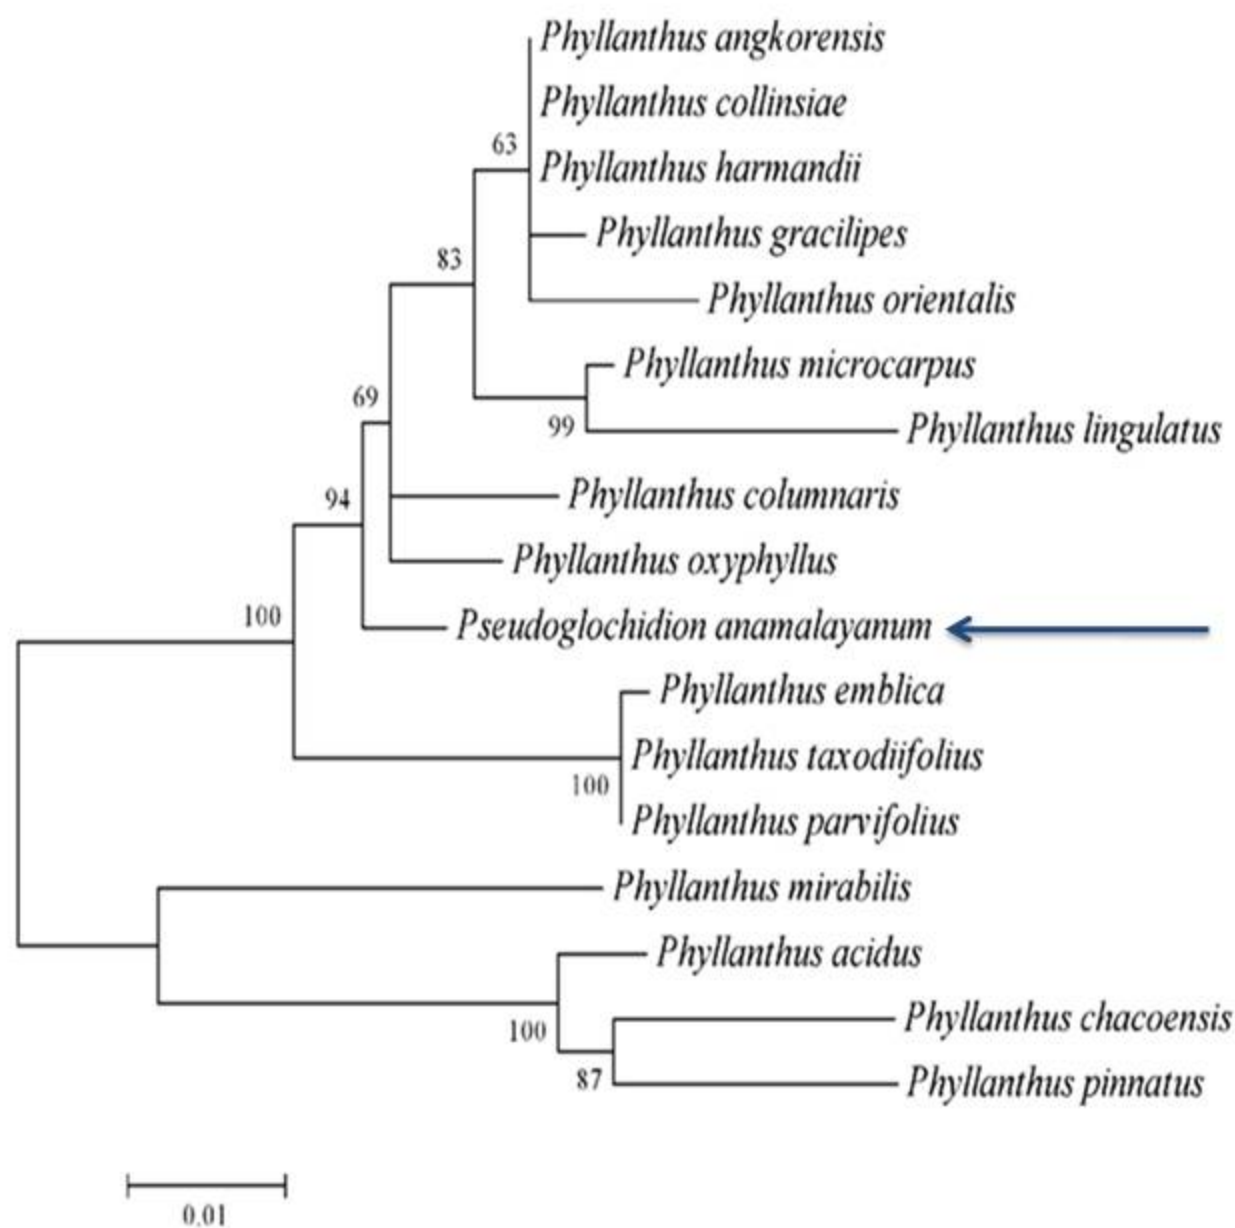 Phyllanthus angkorensis
Phyllanthus collinsiae
63
Phyllanthus harmandii
Phyllanthus gracilipes
83
Phyllanthus orientalis
Phyllanthus microcarpus
69
99
Phyllanthus lingulatus
94
Phyllanthus columnaris
Phyllanthus oxyphyllus
100
Pseudoglochidion anamalayanum
Phyllanthus emblica
Phyllanthus taxodiifolius
100
Phyllanthus parvifolius
Phyllanthus mirabilis
Phyllanthus acidus
100
Phyllanthus chacoensis
87
Phyllanthus pinnatus
0.01